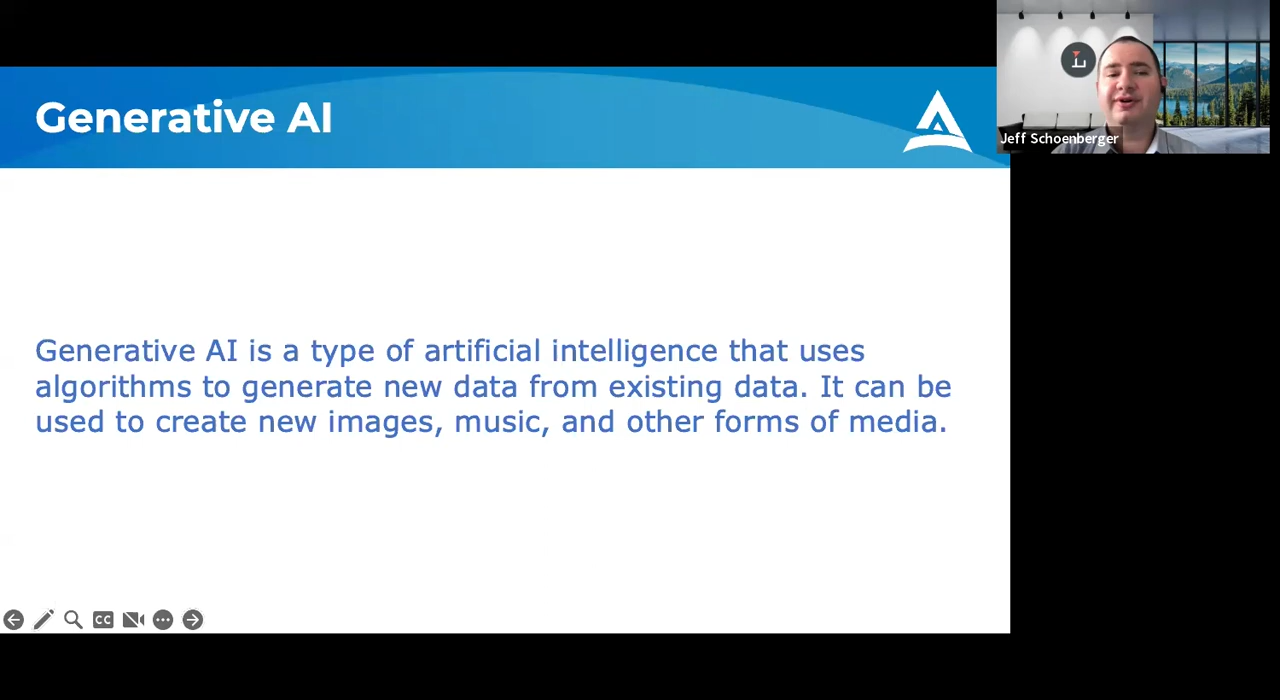 Generative AI
Jeff Schoenberger
Generative AI is a type of artificial intelligence that uses
algorithms to generate new data from existing data. It can be
used to create new images, music, and other forms of media.
CC